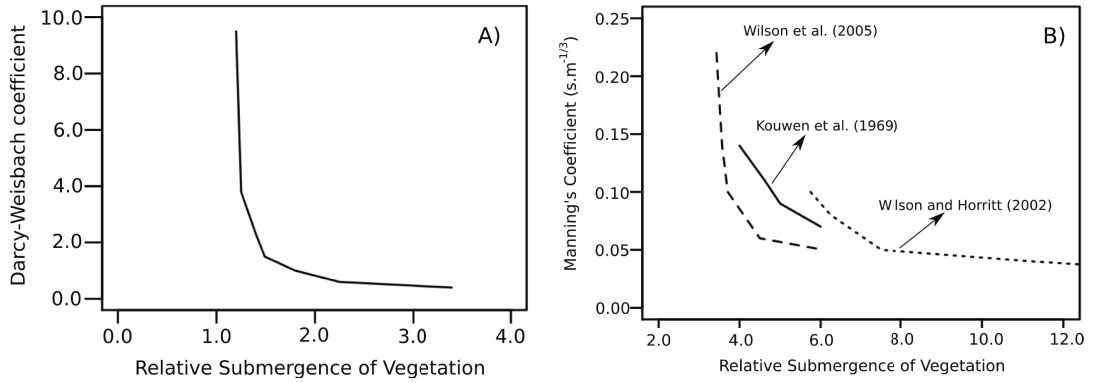 A)
Darcy-Weisbach coefficient
10.0
8.0
6.0
4.0
2.0
0.0
0.0 1.0 2.0 3.0 4.0
Relative Submergence of Vegetation
B)
Manning's Coefficient (s.m-1/3)
0.25
0.20
0.15
0.10
0.05
0.00
Wilson et al. (2005)
Kouwen et al. (1969)
Wilson and Horritt (2002)
2.0 4.0 6.0 8.0 10.0 12.0
Relative Submergence of Vegetation